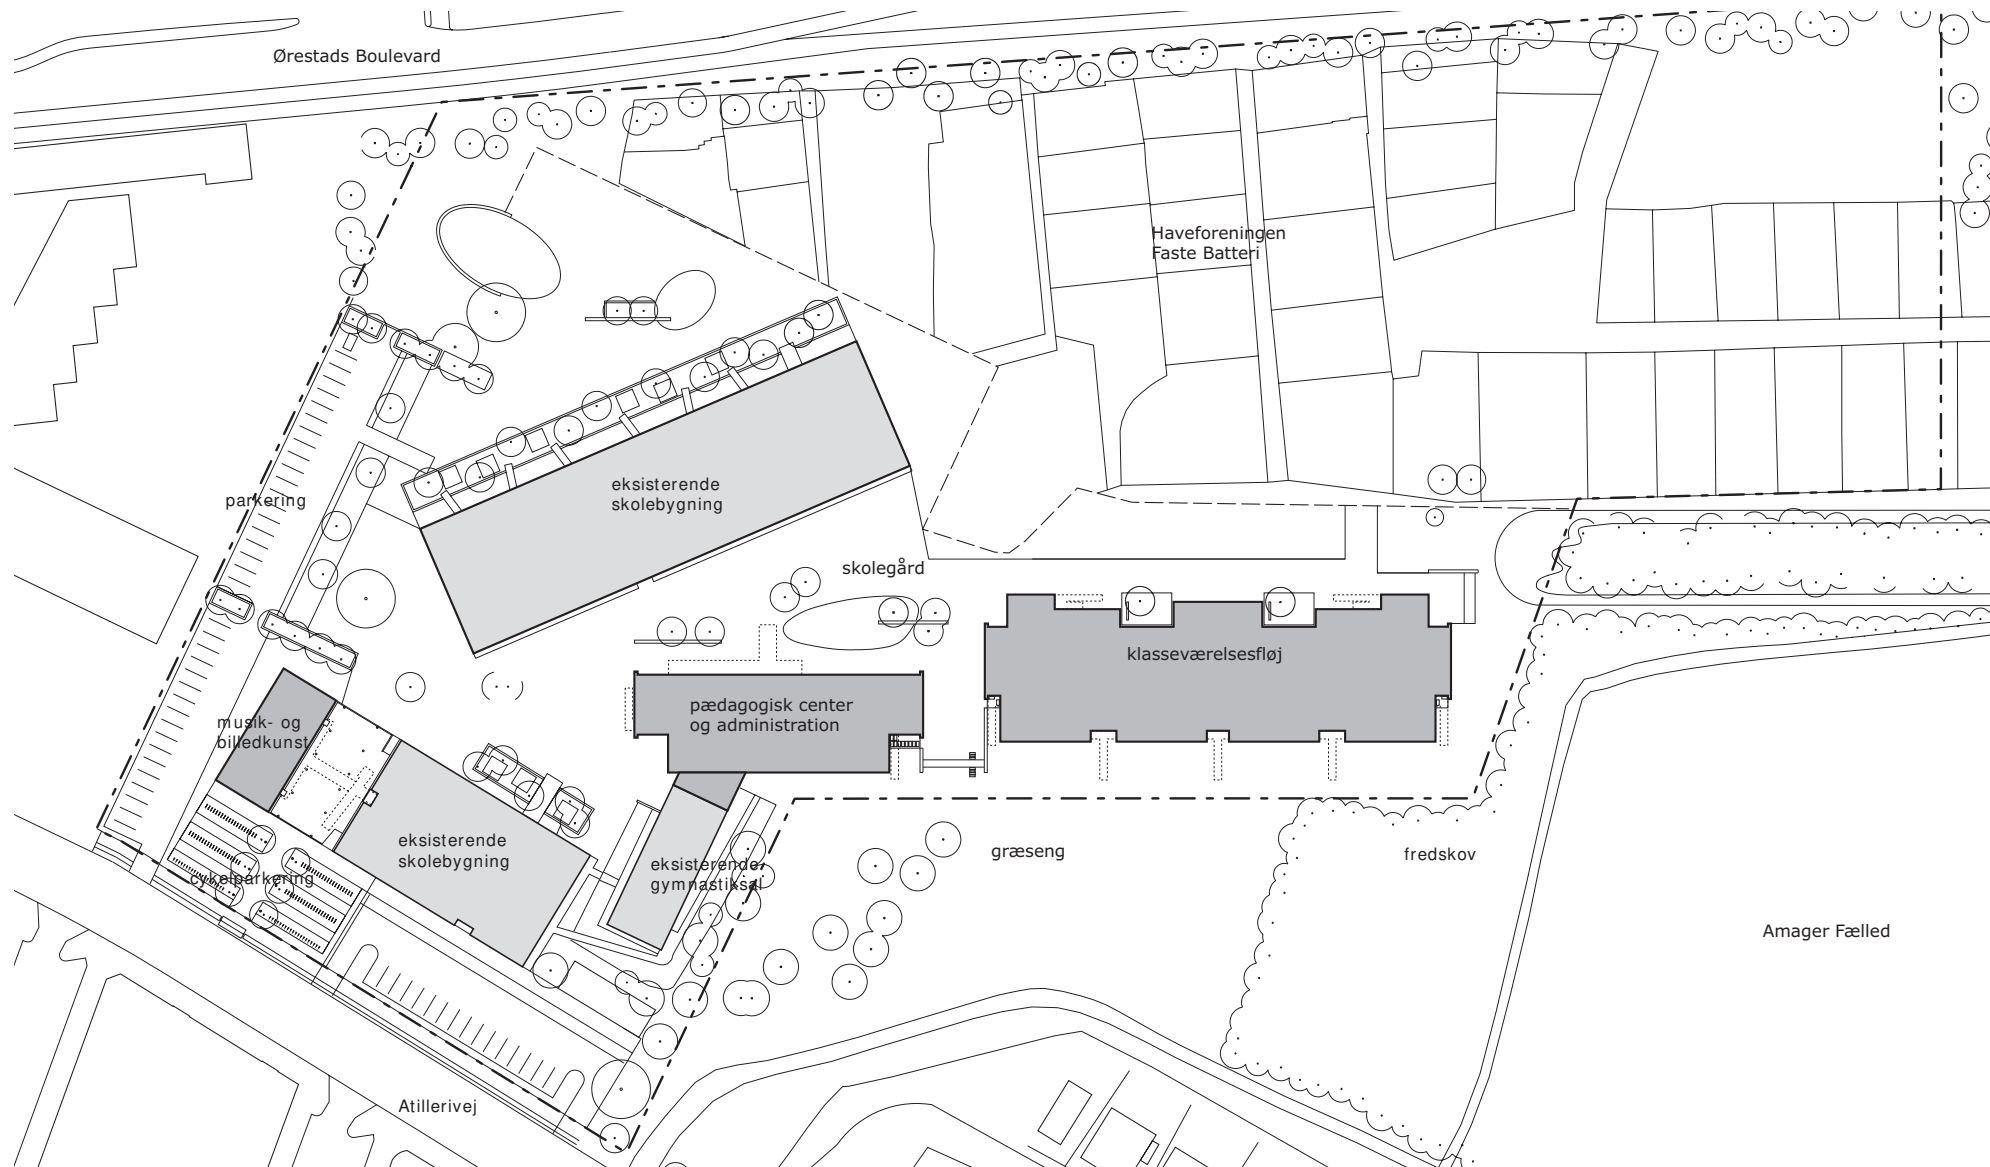 Ørestads Boulevard
Haveforeningen
Faste Batteri
eksisterende
skolebygning
parkering
skolegård
klasseværelsesfløj
pædagogisk center
og administration
musik- og
billedkunst
eksisterende
skolebygning
eksisterende
gymnastiksal
græseng
fredskov
cykelparkering
Amager Fælled
Atillerivej